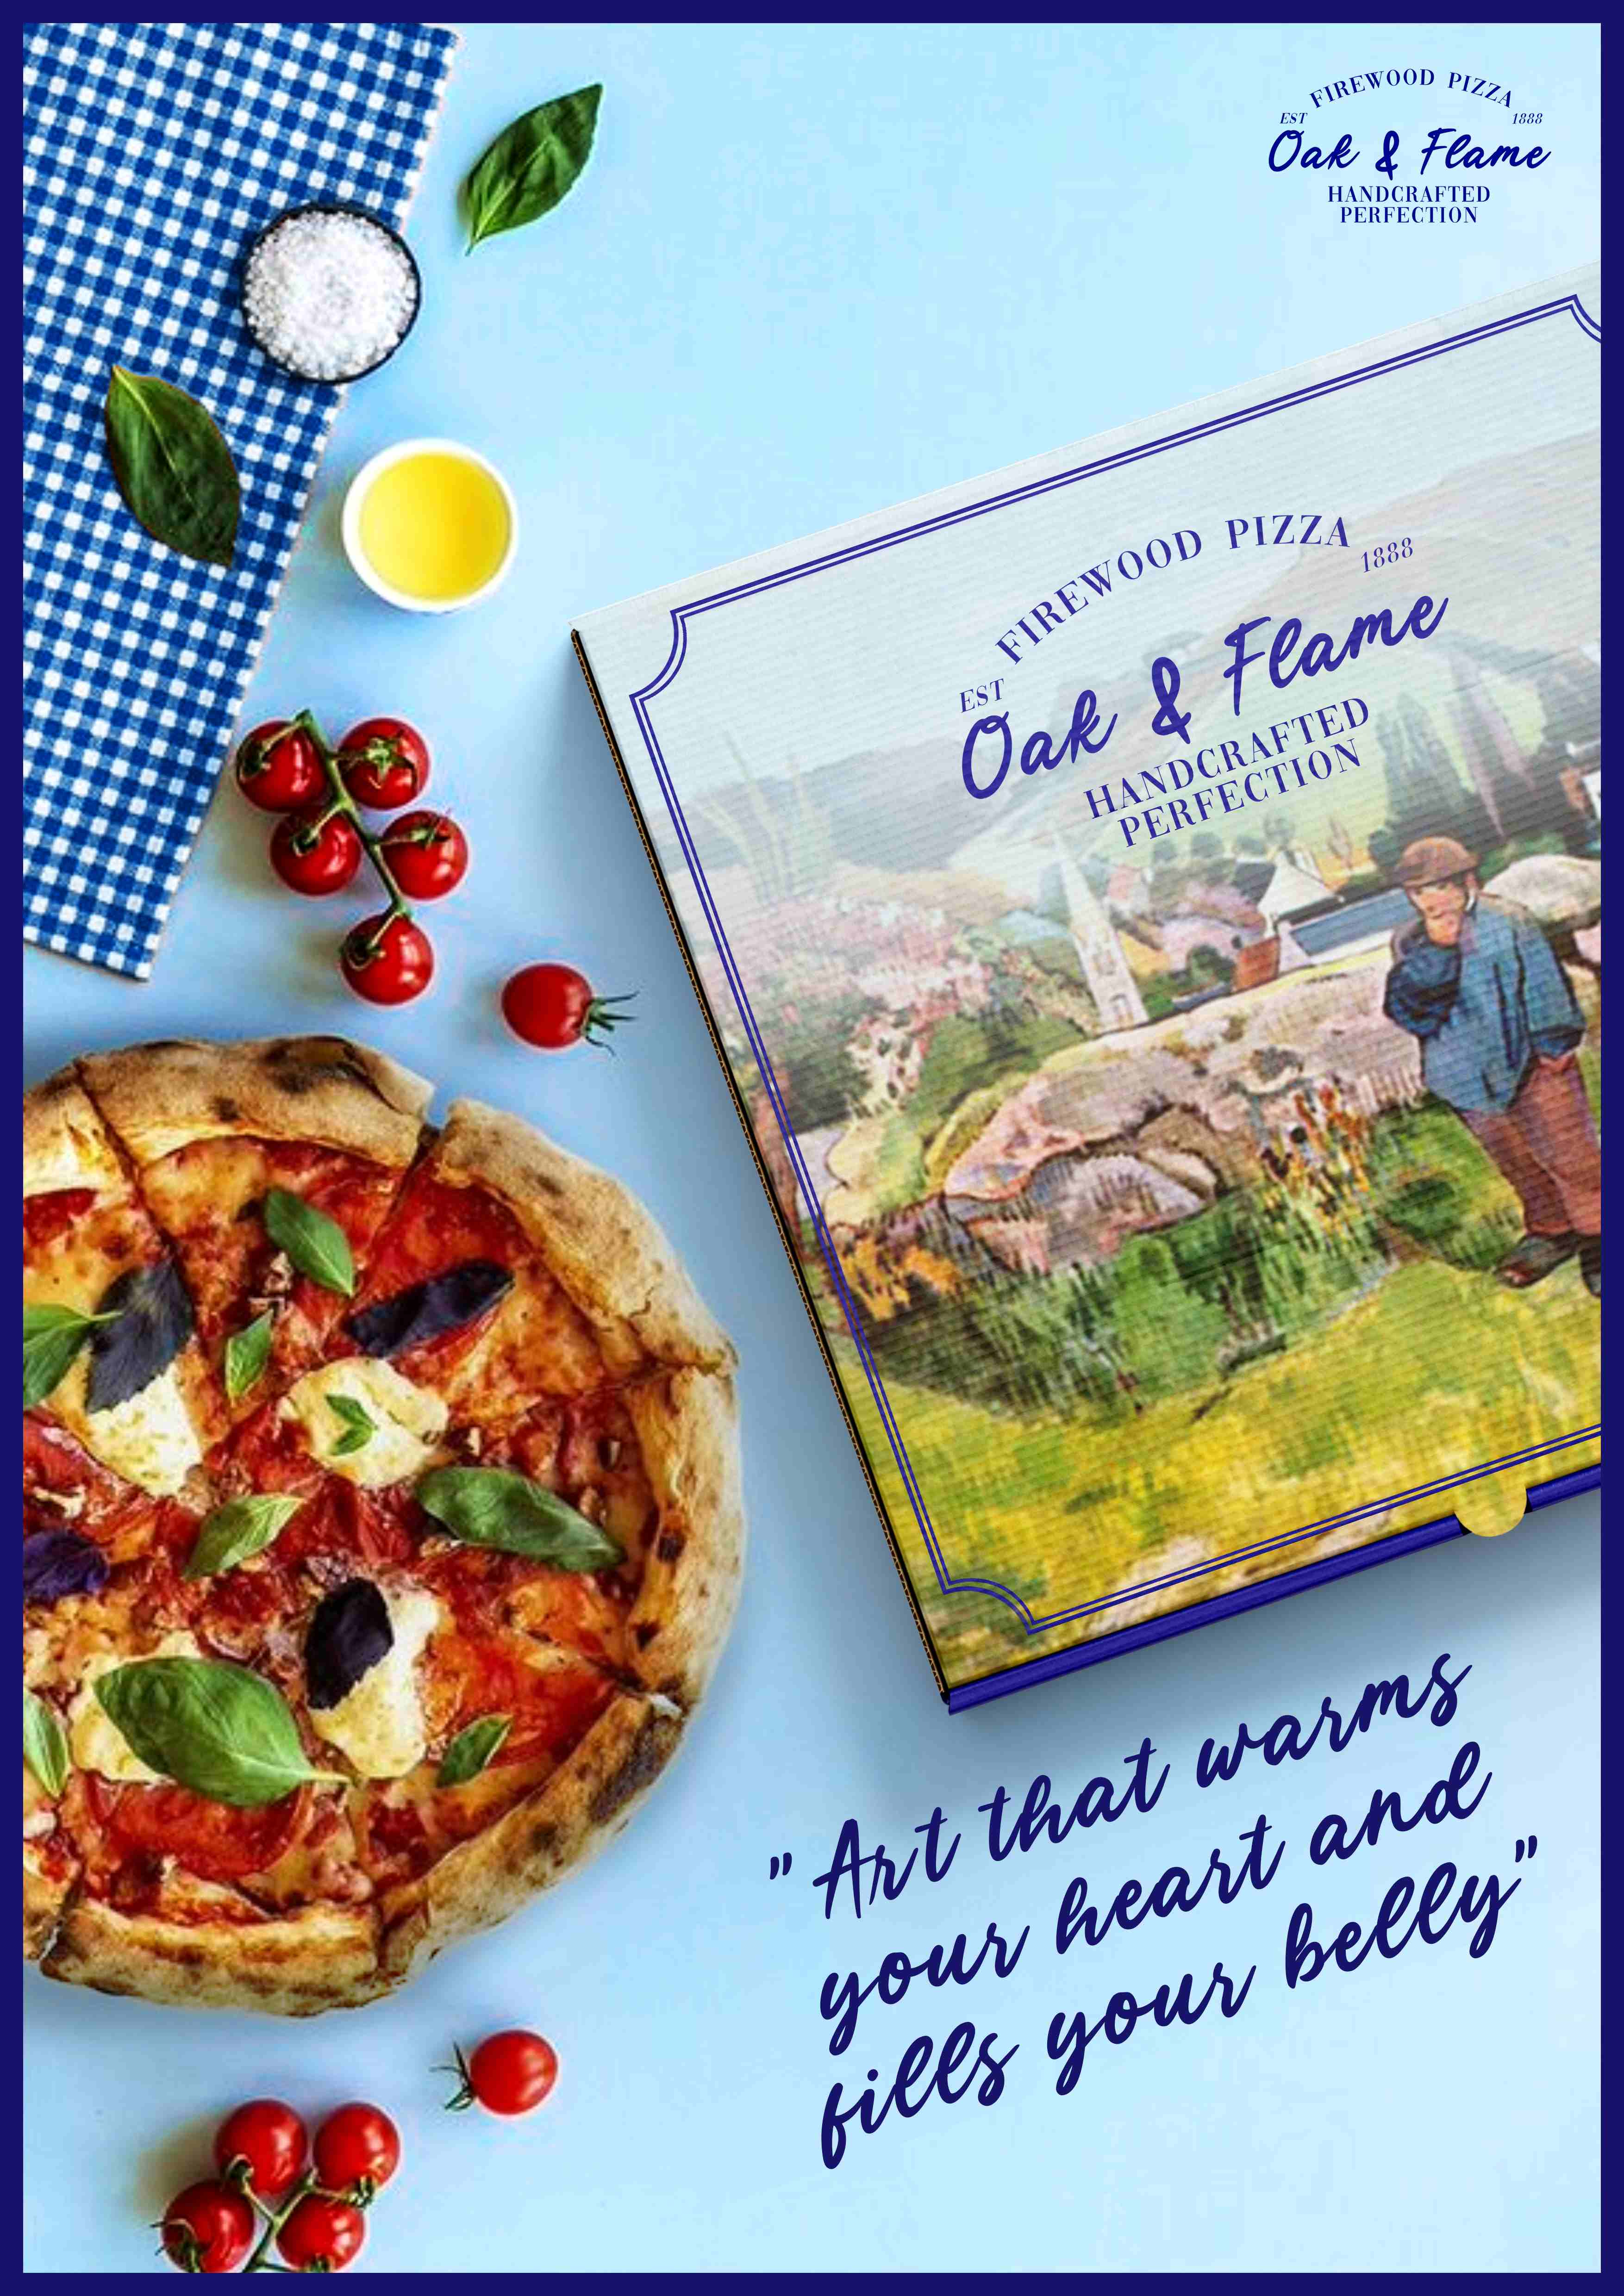 FIREWOOD PIZZA
EST 1888
Oak & Flame
HANDCRAFTED
PERFECTION
FIREWOOD PIZZA
EST 1888
Oak & Flame
HANDCRAFTED
PERFECTION
"Art that warms
your heart and
fills your belly"